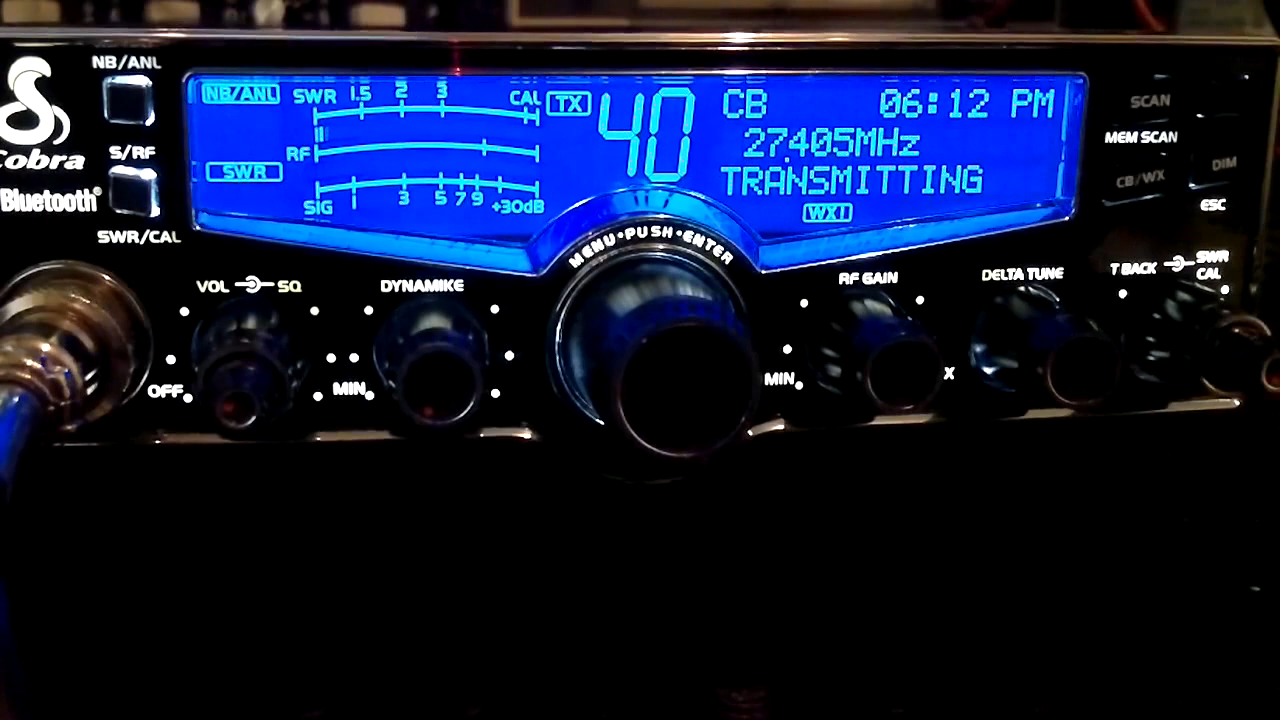 NB/ANL
S/RF
SWR/CAL
Cobra
Bluetooth®
NB/ANL
SWR
SWR 1.5 2 3 CAL
RF
SIG 1 3 5 7 9 +30dB
TX
40
CB 06:12 PM
27.405MHz
TRANSMITTING
WX
SCAN
MEM SCAN
CB/WX
DIM
ESC
MENU•PUSH•ENTER
VOL SQ
OFF
DYNAMIKE
MIN
RF GAIN
MIN
X
DELTA TUNE
T BACK SWR
CAL